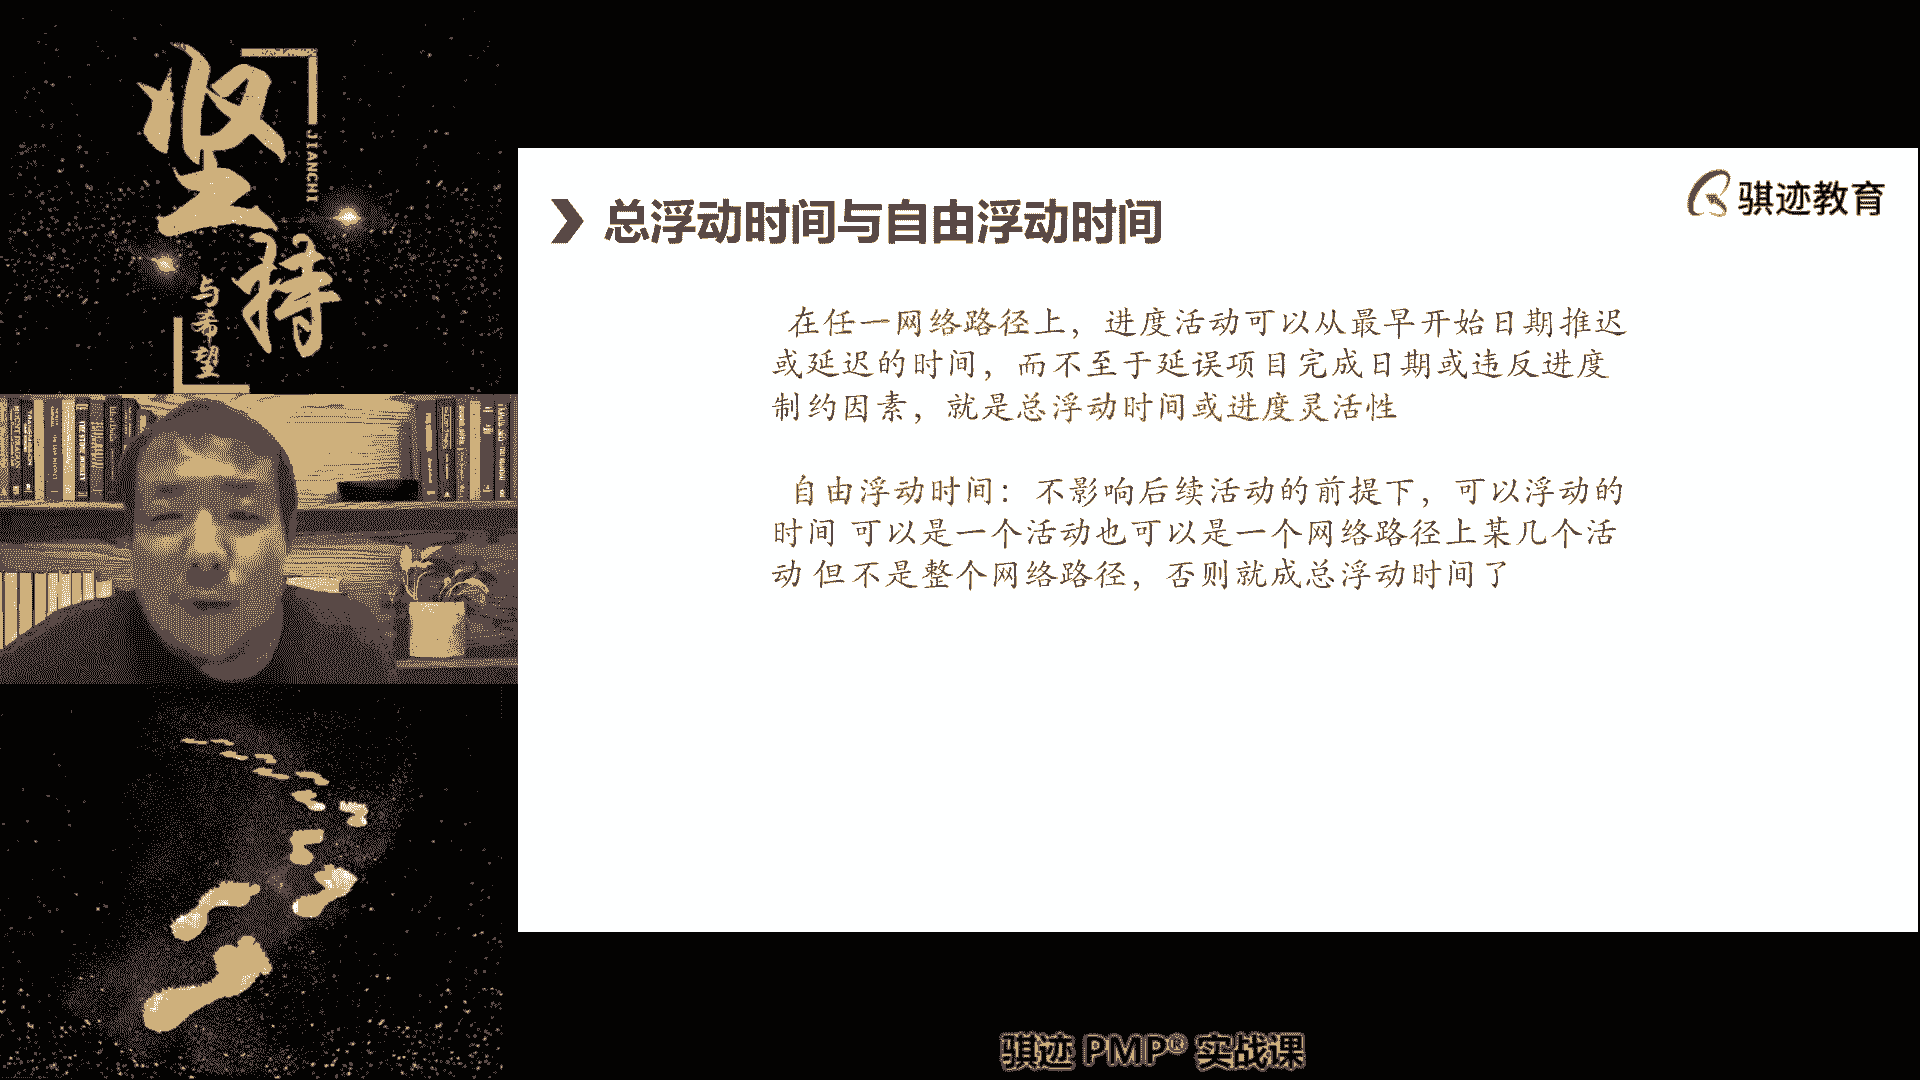 坚持
JIANCHI
与希望
骐迹教育
总浮动时间与自由浮动时间
在任一网络路径上，进度活动可以从最早开始日期推迟
或延迟的时间，而不至于延误项目完成日期或违反进度
制约因素，就是总浮动时间或进度灵活性
自由浮动时间： 不影响后续活动的前提下，可以浮动的
时间 可以是一个活动也可以是一个网络路径上某几个活
动 但不是整个网络路径，否则就成总浮动时间了
骐迹 PMP® 实战课